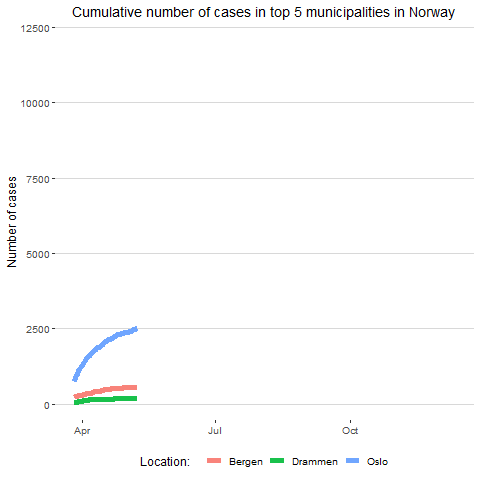 Cumulative number of cases in top 5 municipalities in Norway
12500
10000
7500
5000
2500
0
Number of cases
Apr Jul Oct
Location: Bergen Drammen Oslo